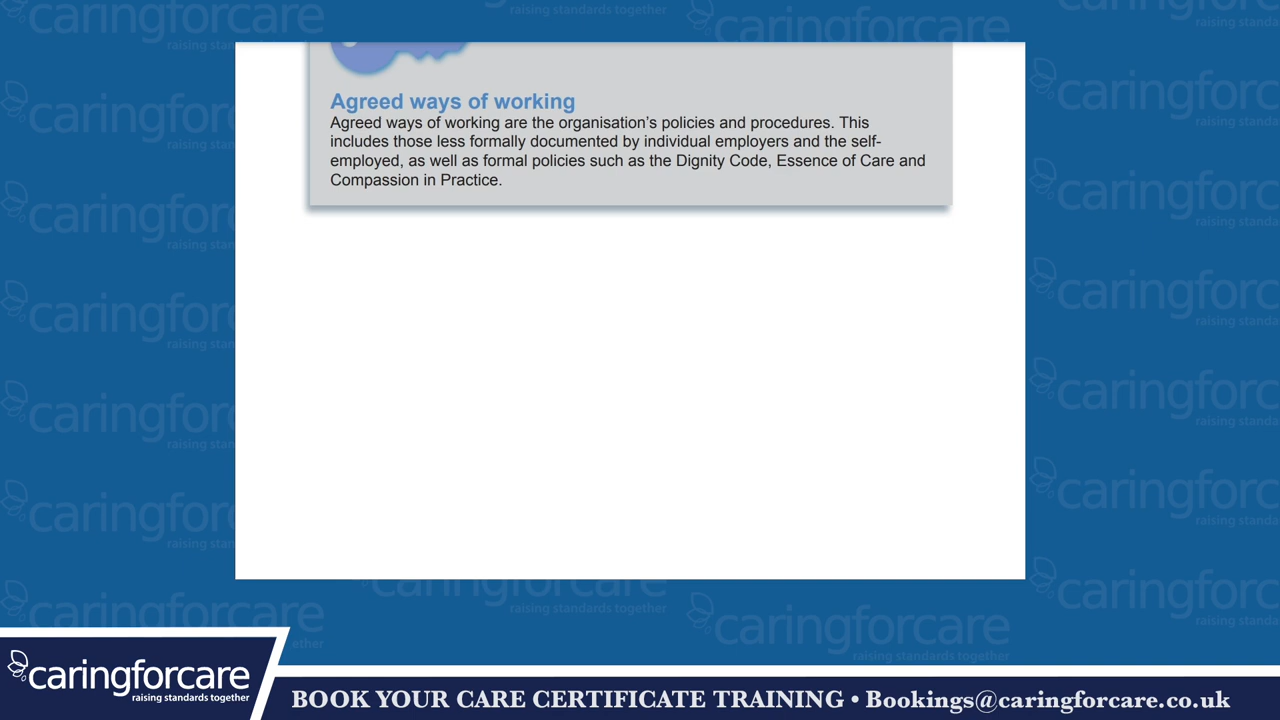 Agreed ways of working
Agreed ways of working are the organisation’s policies and procedures. This
includes those less formally documented by individual employers and the self-
employed, as well as formal policies such as the Dignity Code, Essence of Care and
Compassion in Practice.
caringforcare
raising standards together
BOOK YOUR CARE CERTIFICATE TRAINING • Bookings@caringforcare.co.uk